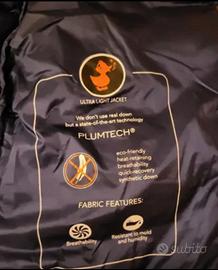 ULTRA LIGHT JACKET
We don't use real down
but a state-of-the-art technology
PLUMTECH®
eco-friendly
heat-retaining
breathability
quick-recovery
synthetic down
FABRIC FEATURES:
Breathability
Resistant to mold
and humidity
subito